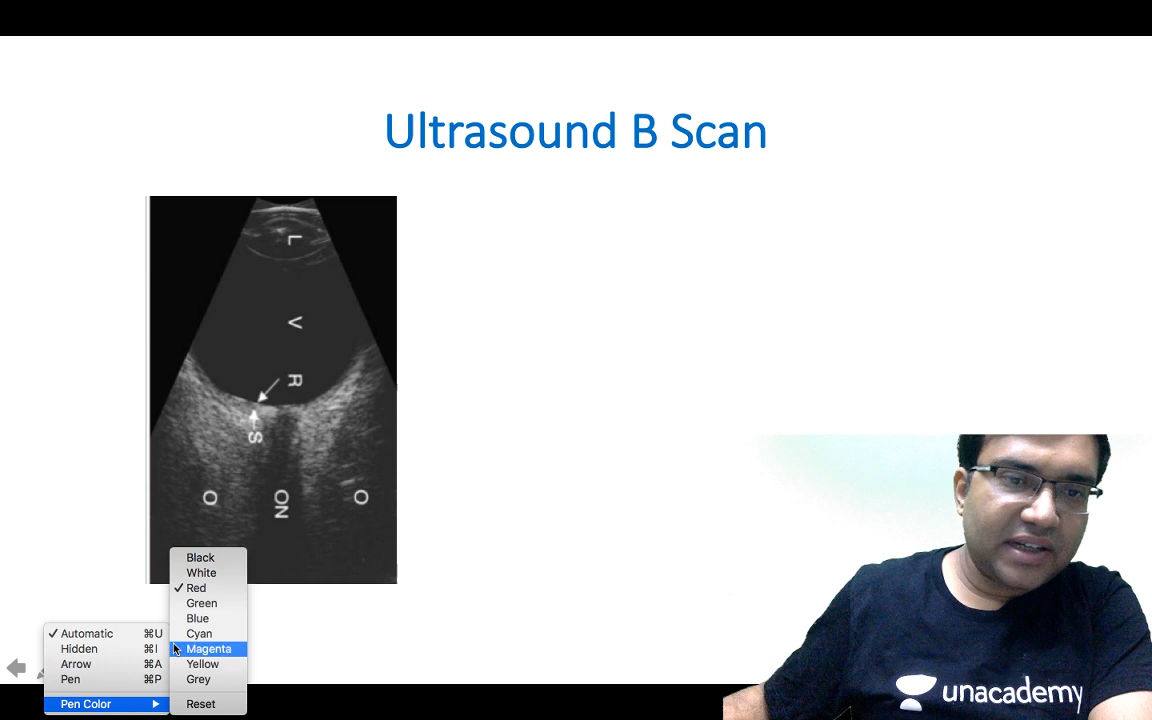 Ultrasound B Scan
L
V
R
S
O
ON
O
Black
White
✓ Red
Green
Blue
Cyan
Magenta
Yellow
Grey
Reset
✓ Automatic ⌘U
Hidden ⌘I
Arrow ⌘A
Pen ⌘P
Pen Color ▶
unacademy